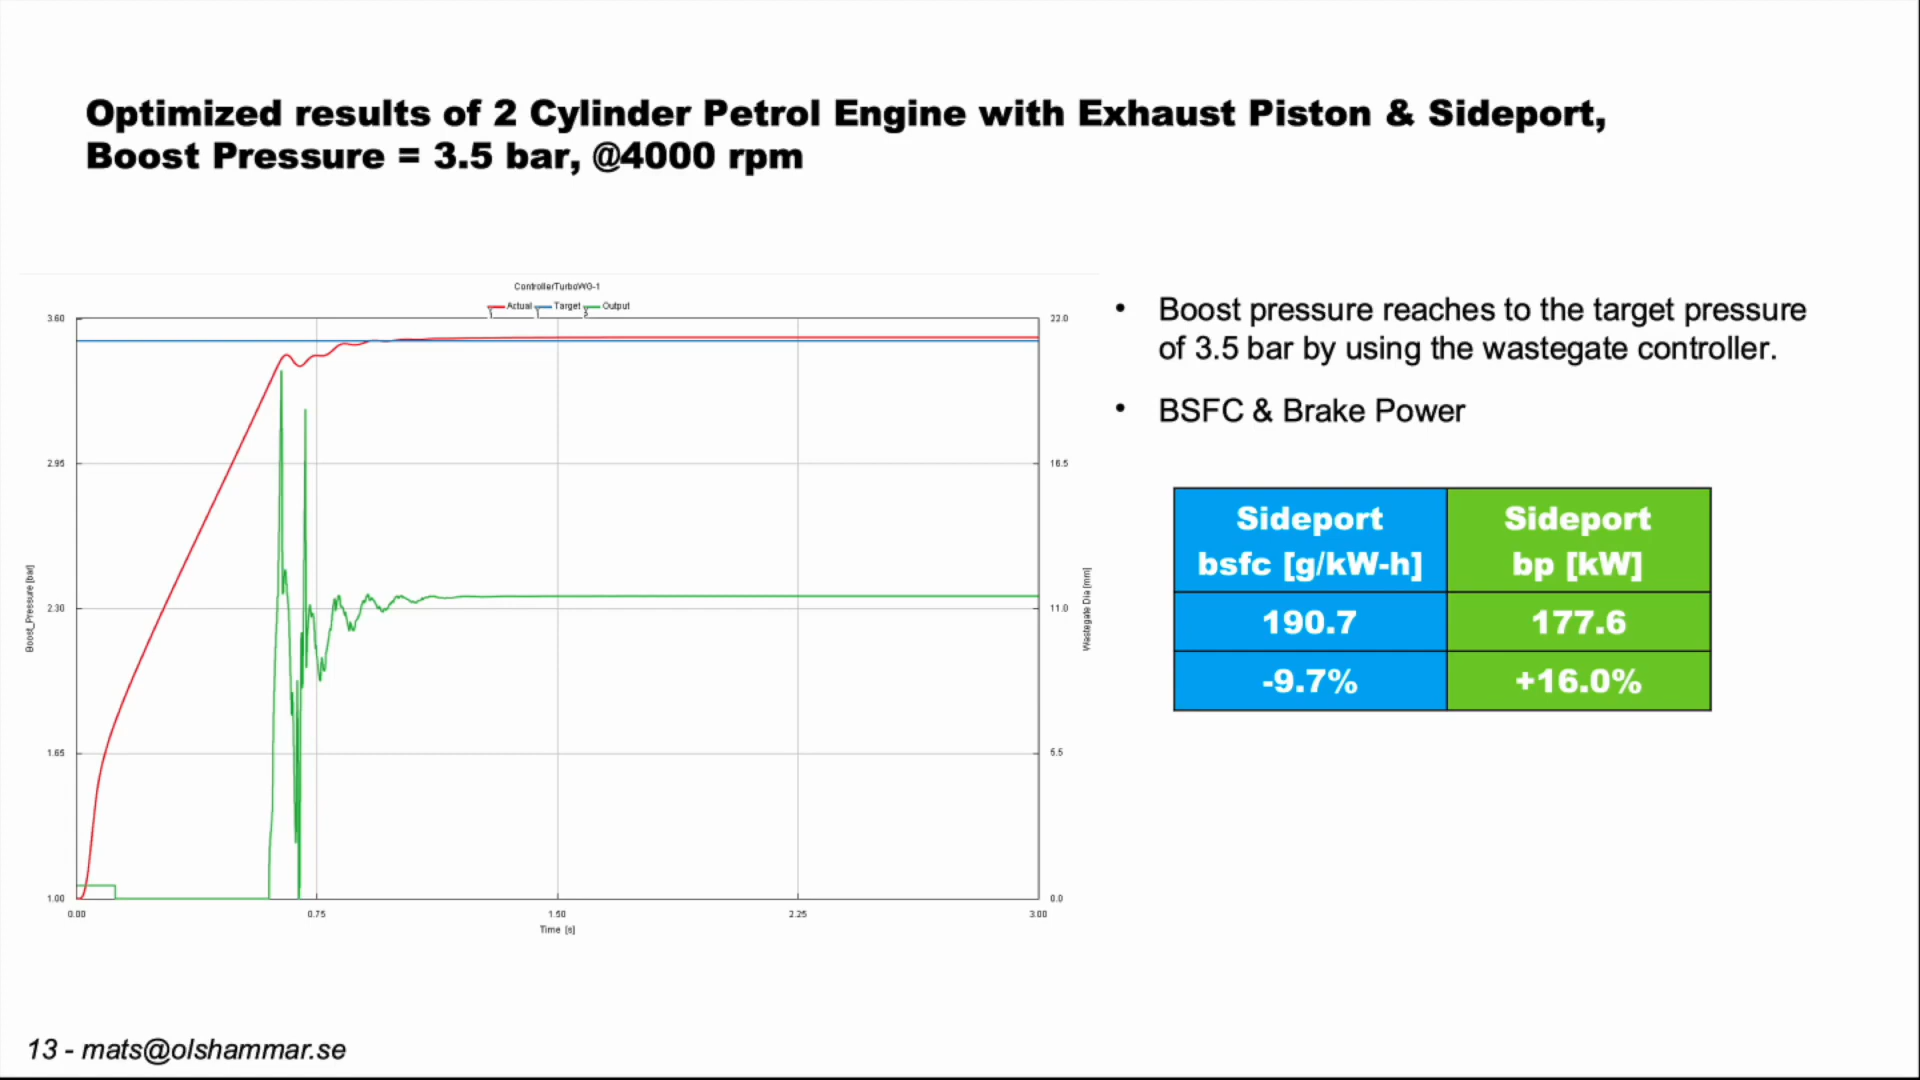 Optimized results of 2 Cylinder Petrol Engine with Exhaust Piston & Sideport,
Boost Pressure = 3.5 bar, @4000 rpm
ControllerTurboWG-1
Actual Target Output
3.60
2.95
2.30
1.65
1.00
Boost_Pressure [bar]
22.0
16.5
11.0
5.5
0.0
Wastegate Dia [mm]
0.00 0.75 1.50 2.25 3.00
Time [s]
• Boost pressure reaches to the target pressure
of 3.5 bar by using the wastegate controller.
• BSFC & Brake Power
Sideport
bsfc [g/kW-h]
Sideport
bp [kW]
190.7 177.6
-9.7% +16.0%
13 - mats@olshammar.se